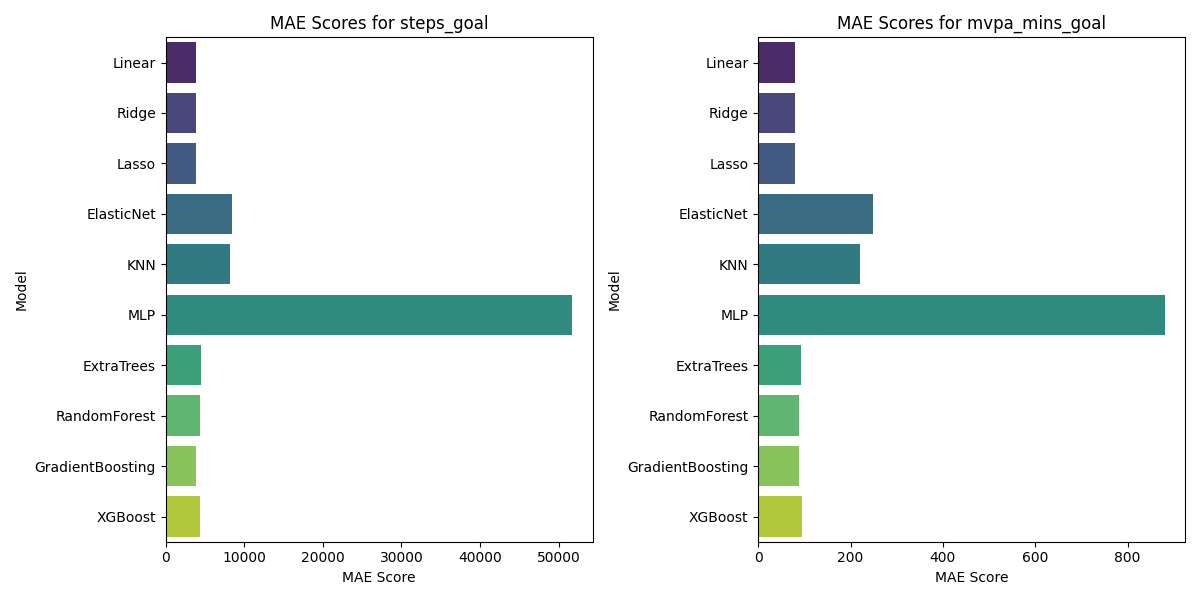 MAE Scores for steps_goal
Model
Linear
Ridge
Lasso
ElasticNet
KNN
MLP
ExtraTrees
RandomForest
GradientBoosting
XGBoost
0 10000 20000 30000 40000 50000
MAE Score
MAE Scores for mvpa_mins_goal
Model
Linear
Ridge
Lasso
ElasticNet
KNN
MLP
ExtraTrees
RandomForest
GradientBoosting
XGBoost
0 200 400 600 800
MAE Score